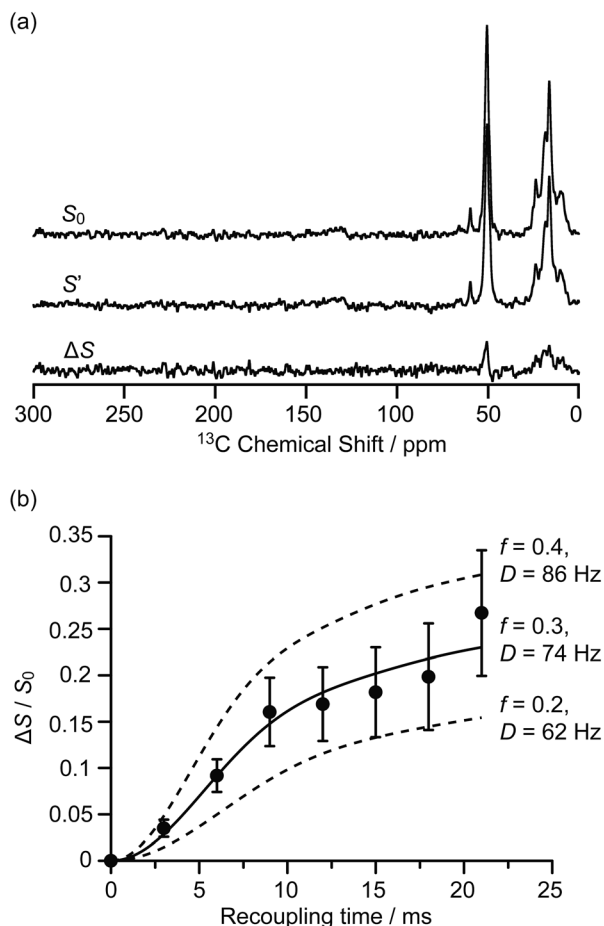 (a)
S₀
S'
ΔS
300 250 200 150 100 50 0
¹³C Chemical Shift / ppm
(b)
0.35
0.3
0.25
0.2
0.15
0.1
0.05
0
ΔS / S₀
f = 0.4,
D = 86 Hz
f = 0.3,
D = 74 Hz
f = 0.2,
D = 62 Hz
0 5 10 15 20 25
Recoupling time / ms